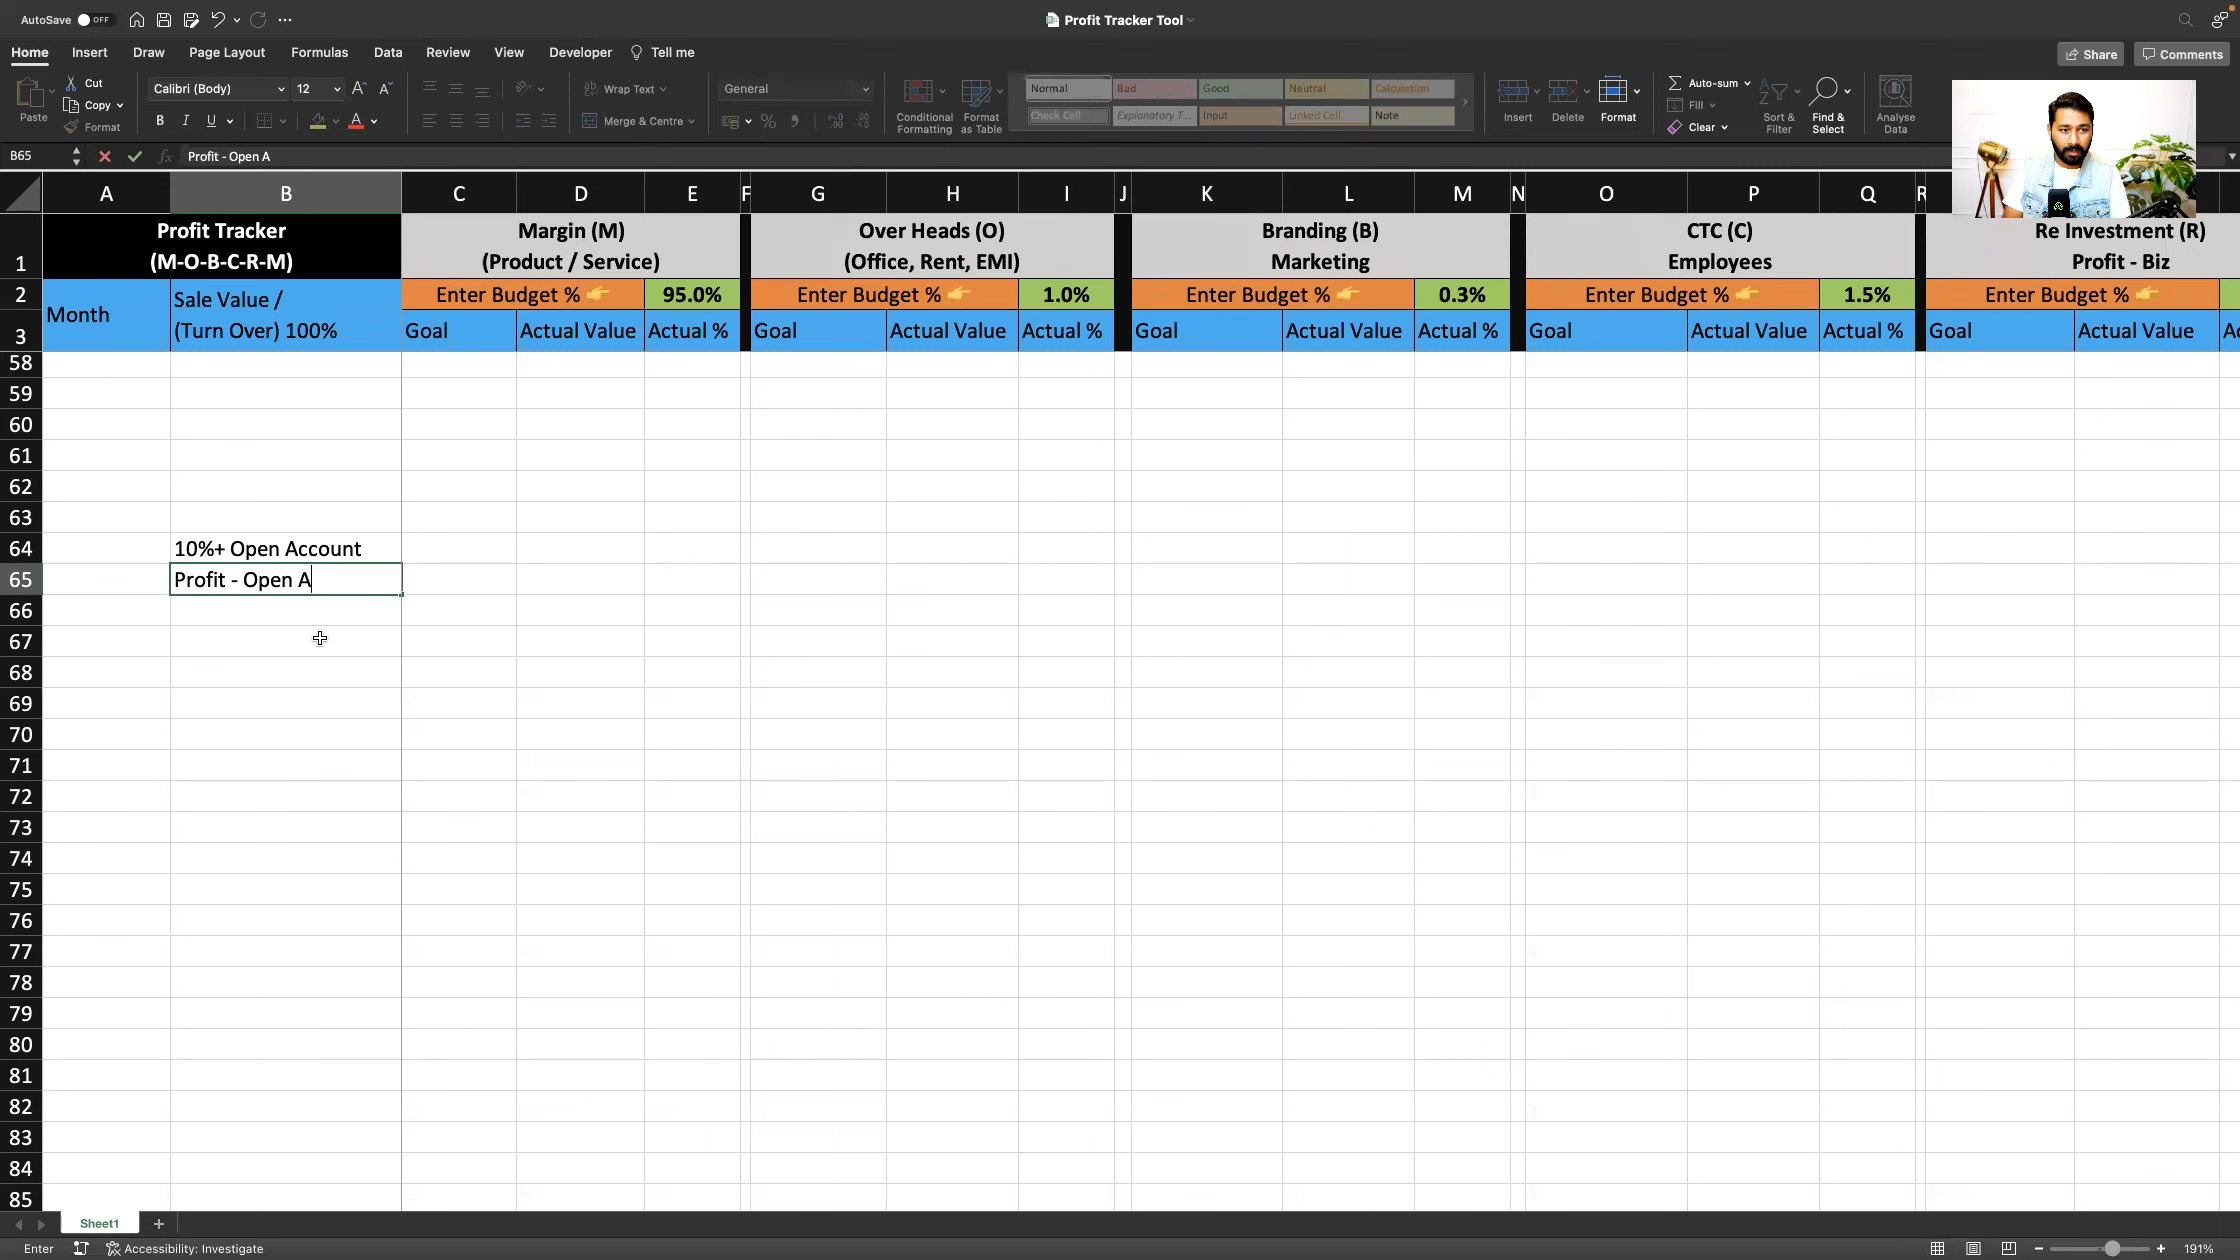 AutoSave OFF
Profit Tracker Tool
Home Insert Draw Page Layout Formulas Data Review View Developer Tell me
Share Comments
Paste Cut Copy Format
Calibri (Body) 12
B I U
Wrap Text
Merge & Centre
General
Conditional Formatting
Format as Table
Normal Bad Good Neutral Calculation
Check Cell Explanatory T... Input Linked Cell Note
Insert Delete Format
Auto-sum
Fill
Clear
Sort & Filter
Find & Select
Analyse Data
B65 fx Profit - Open A
A B C D E F G H I J K L M N O P Q R
1 Profit Tracker (M-O-B-C-R-M)
Margin (M) (Product / Service)
Over Heads (O) (Office, Rent, EMI)
Branding (B) Marketing
CTC (C) Employees
Re Investment (R) Profit - Biz
2 Month Sale Value / (Turn Over) 100%
Enter Budget % 95.0% Enter Budget % 1.0% Enter Budget % 0.3% Enter Budget % 1.5% Enter Budget %
3 Goal Actual Value Actual % Goal Actual Value Actual % Goal Actual Value Actual % Goal Actual Value Actual % Goal Actual Value
58
59
60
61
62
63
64 10%+ Open Account
65 Profit - Open A
66
67
68
69
70
71
72
73
74
75
76
77
78
79
80
81
82
83
84
85
Sheet1
Enter Accessibility: Investigate
191%